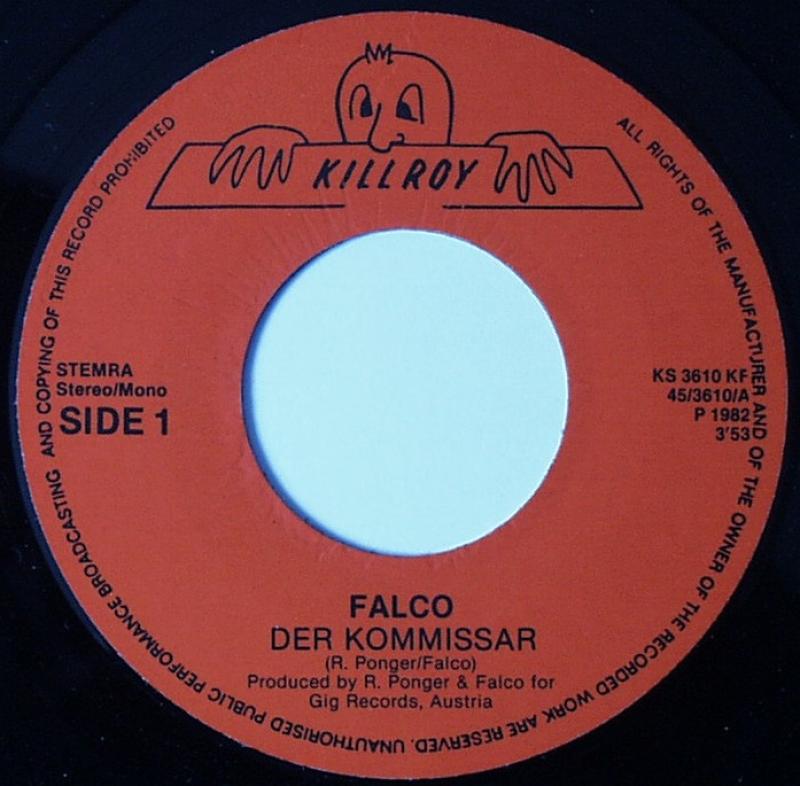 KILLROY
ALL RIGHTS OF THE MANUFACTURER AND OF THE OWNER OF THE RECORDED WORK ARE RESERVED. UNAUTHORISED PUBLIC PERFORMANCE BROADCASTING AND COPYING OF THIS RECORD PROHIBITED
STEMRA
Stereo/Mono
SIDE 1
KS 3610 KF
45/3610/A
P 1982
3'53
FALCO
DER KOMMISSAR
(R. Ponger/Falco)
Produced by R. Ponger & Falco for
Gig Records, Austria